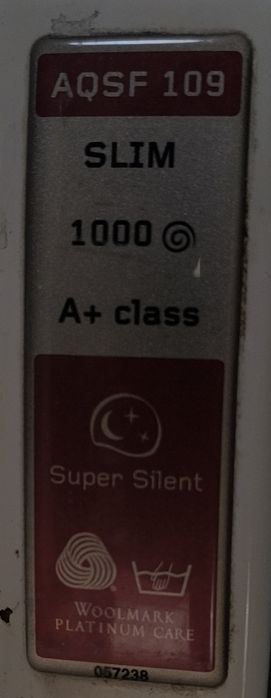 AQSF 109
SLIM
1000
A+ class
Super Silent
WOOLMARK
PLATINUM CARE
057238